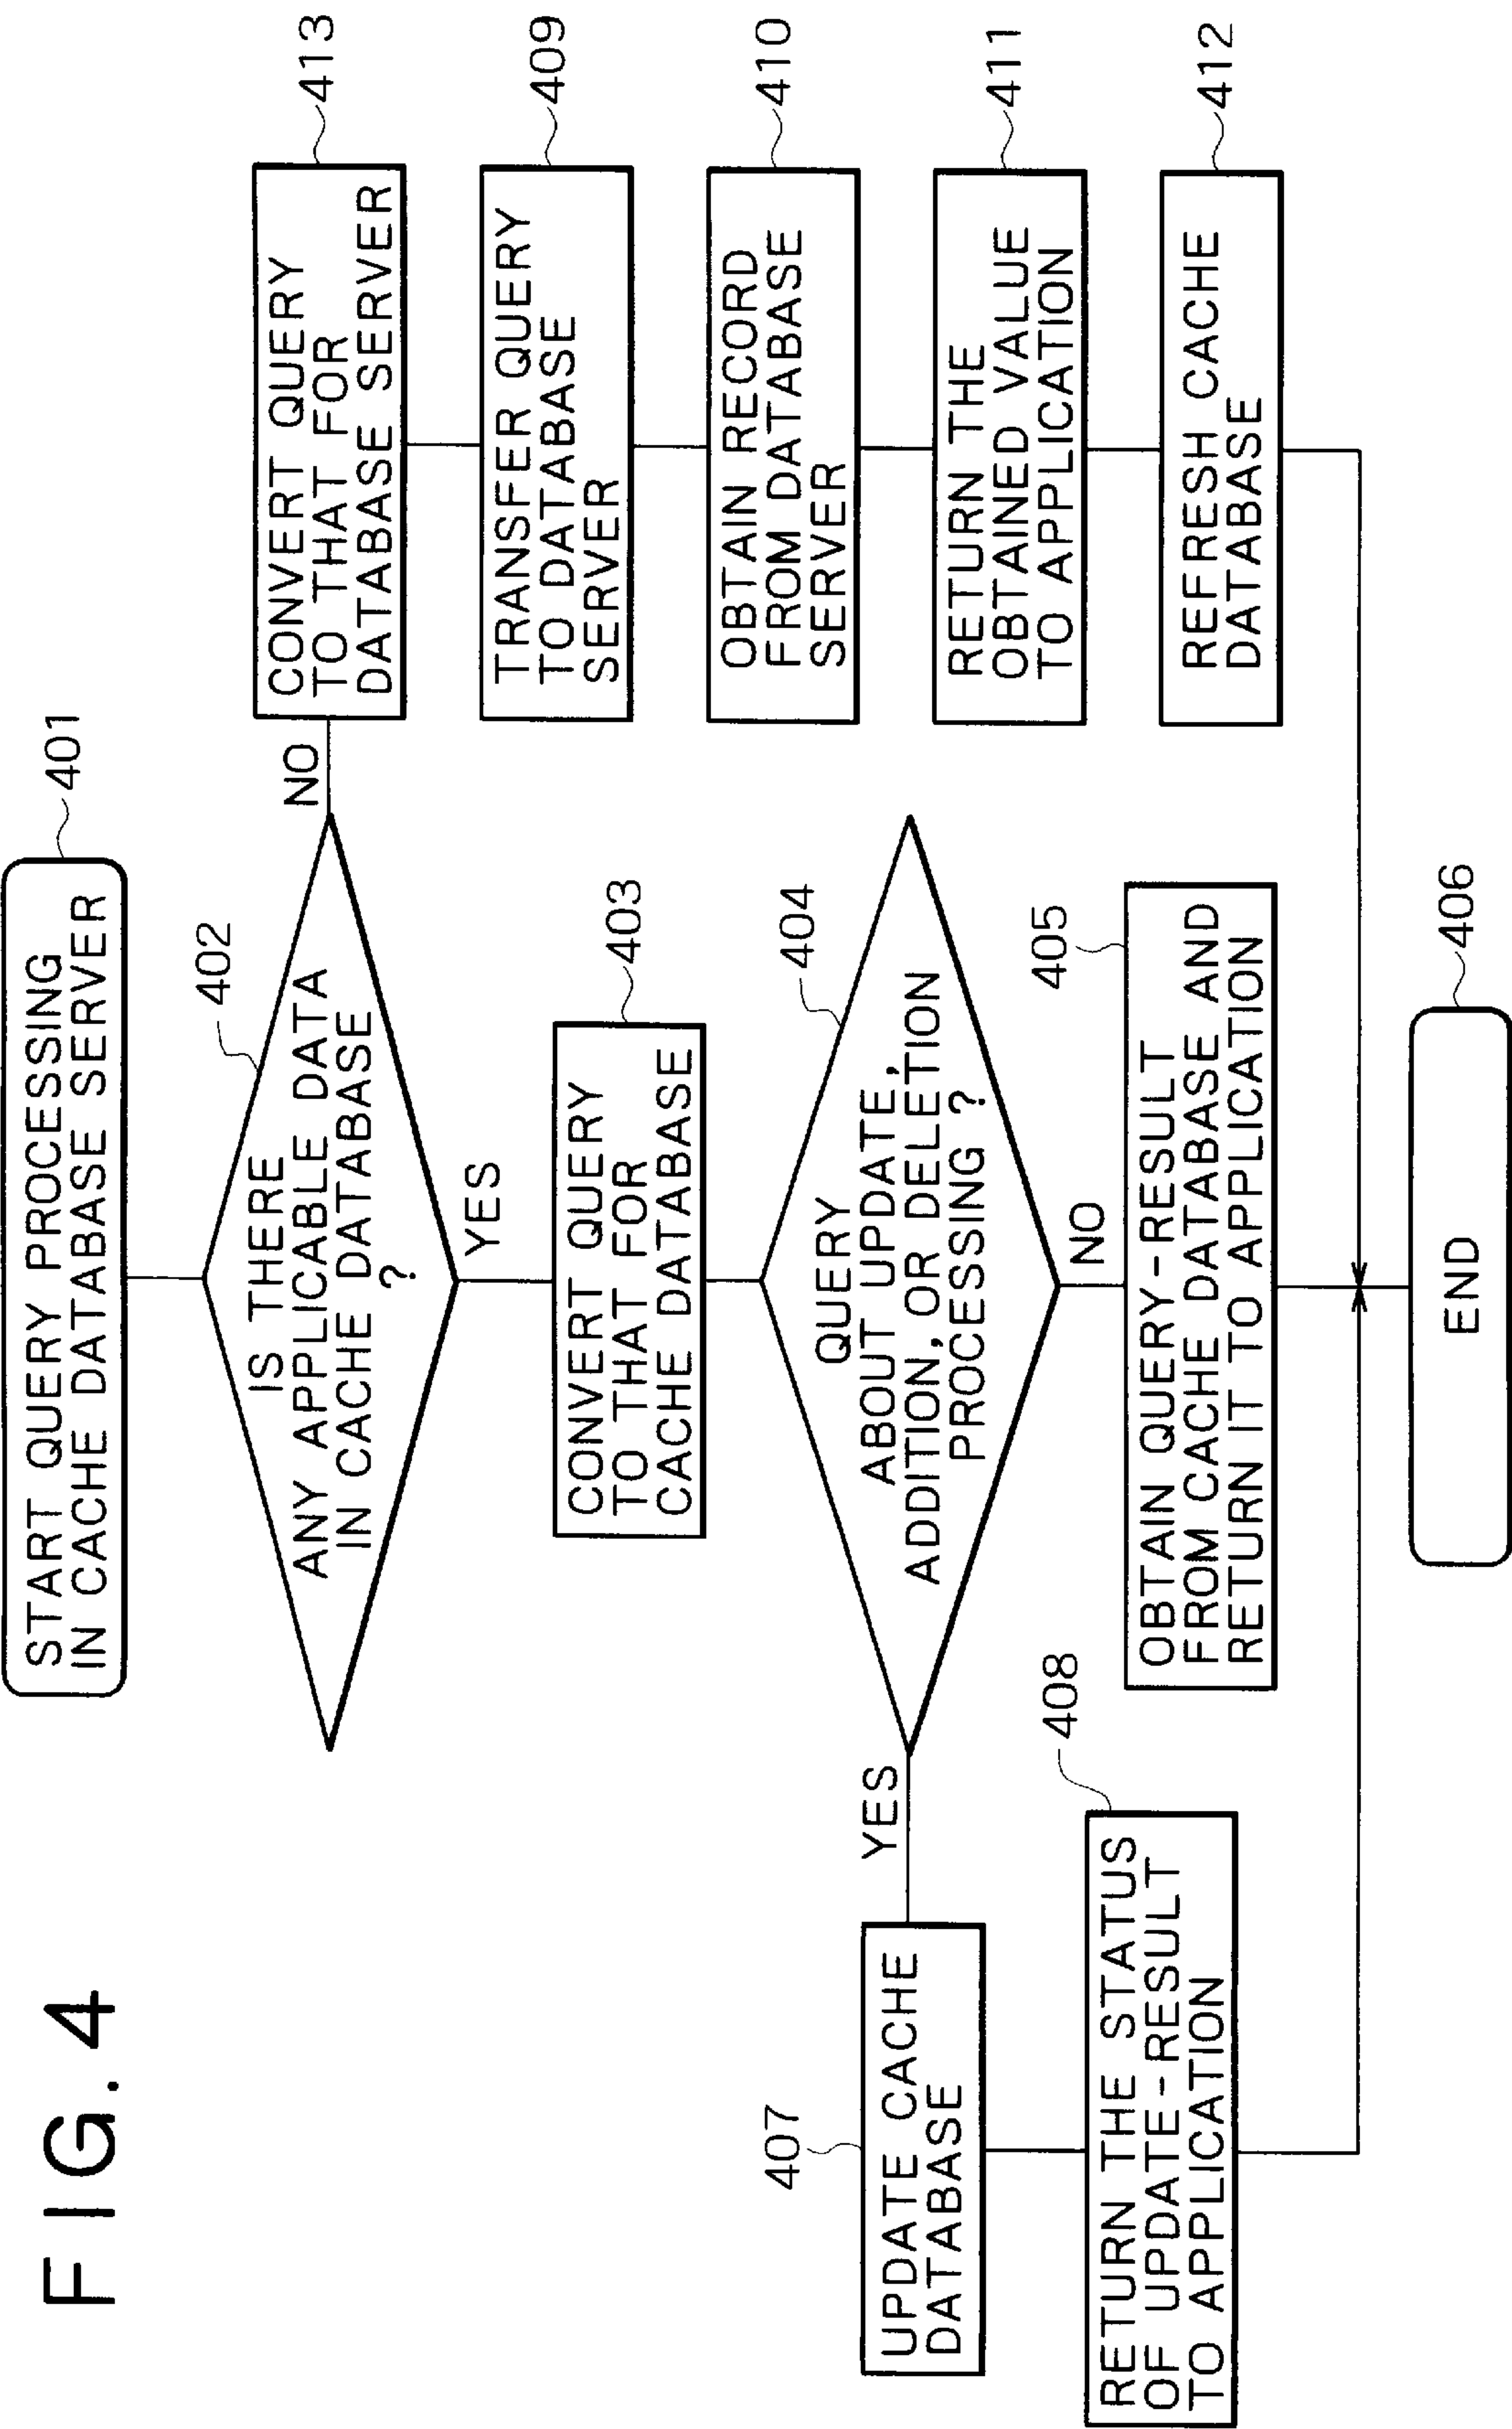 FIG. 4
START QUERY PROCESSING
IN CACHE DATABASE SERVER
401
402
IS THERE
ANY APPLICABLE DATA
IN CACHE DATABASE
?
NO
YES
CONVERT QUERY
TO THAT FOR
DATABASE SERVER
413
CONVERT QUERY
TO THAT FOR
CACHE DATABASE
403
TRANSFER QUERY
TO DATABASE
SERVER
409
404
QUERY
ABOUT UPDATE,
ADDITION, OR DELETION
PROCESSING ?
YES
NO
OBTAIN RECORD
FROM DATABASE
SERVER
410
407
UPDATE CACHE
DATABASE
RETURN THE
OBTAINED VALUE
TO APPLICATION
411
408
RETURN THE STATUS
OF UPDATE-RESULT
TO APPLICATION
405
OBTAIN QUERY-RESULT
FROM CACHE DATABASE AND
RETURN IT TO APPLICATION
REFRESH CACHE
DATABASE
412
END
406